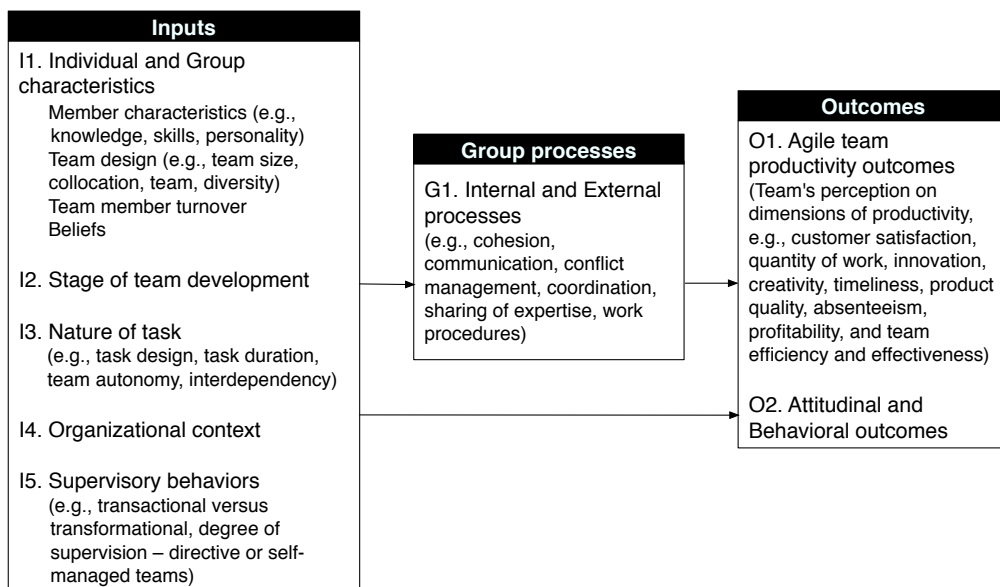 Inputs
I1. Individual and Group
characteristics
Member characteristics (e.g.,
knowledge, skills, personality)
Team design (e.g., team size,
collocation, team, diversity)
Team member turnover
Beliefs
I2. Stage of team development
I3. Nature of task
(e.g., task design, task duration,
team autonomy, interdependency)
I4. Organizational context
I5. Supervisory behaviors
(e.g., transactional versus
transformational, degree of
supervision – directive or self-
managed teams)
Group processes
G1. Internal and External
processes
(e.g., cohesion,
communication, conflict
management, coordination,
sharing of expertise, work
procedures)
Outcomes
O1. Agile team
productivity outcomes
(Team's perception on
dimensions of productivity,
e.g., customer satisfaction,
quantity of work, innovation,
creativity, timeliness, product
quality, absenteeism,
profitability, and team
efficiency and effectiveness)
O2. Attitudinal and
Behavioral outcomes